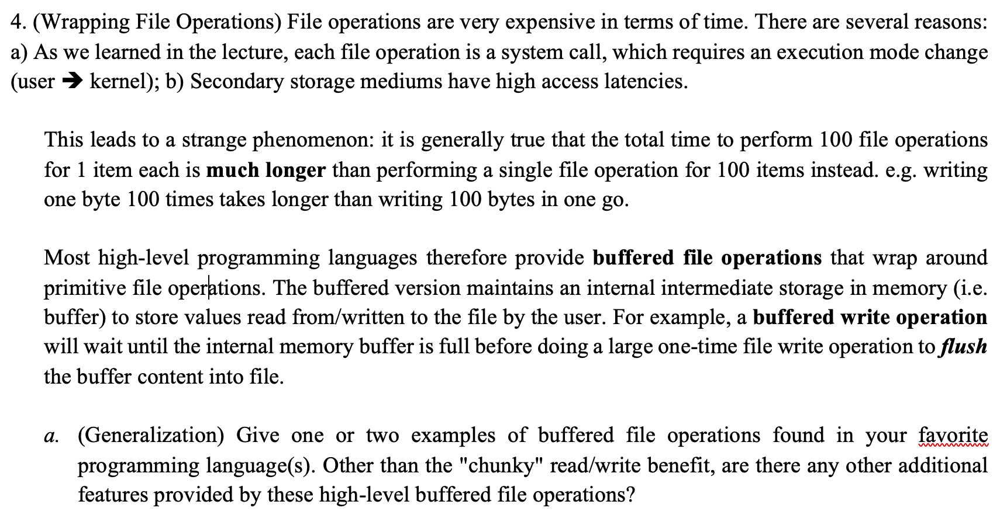 4. (Wrapping File Operations) File operations are very expensive in terms of time. There are several reasons:
a) As we learned in the lecture, each file operation is a system call, which requires an execution mode change
(user ➔ kernel); b) Secondary storage mediums have high access latencies.
This leads to a strange phenomenon: it is generally true that the total time to perform 100 file operations
for 1 item each is much longer than performing a single file operation for 100 items instead. e.g. writing
one byte 100 times takes longer than writing 100 bytes in one go.
Most high-level programming languages therefore provide buffered file operations that wrap around
primitive file operations. The buffered version maintains an internal intermediate storage in memory (i.e.
buffer) to store values read from/written to the file by the user. For example, a buffered write operation
will wait until the internal memory buffer is full before doing a large one-time file write operation to flush
the buffer content into file.
a. (Generalization) Give one or two examples of buffered file operations found in your favorite
programming language(s). Other than the "chunky" read/write benefit, are there any other additional
features provided by these high-level buffered file operations?